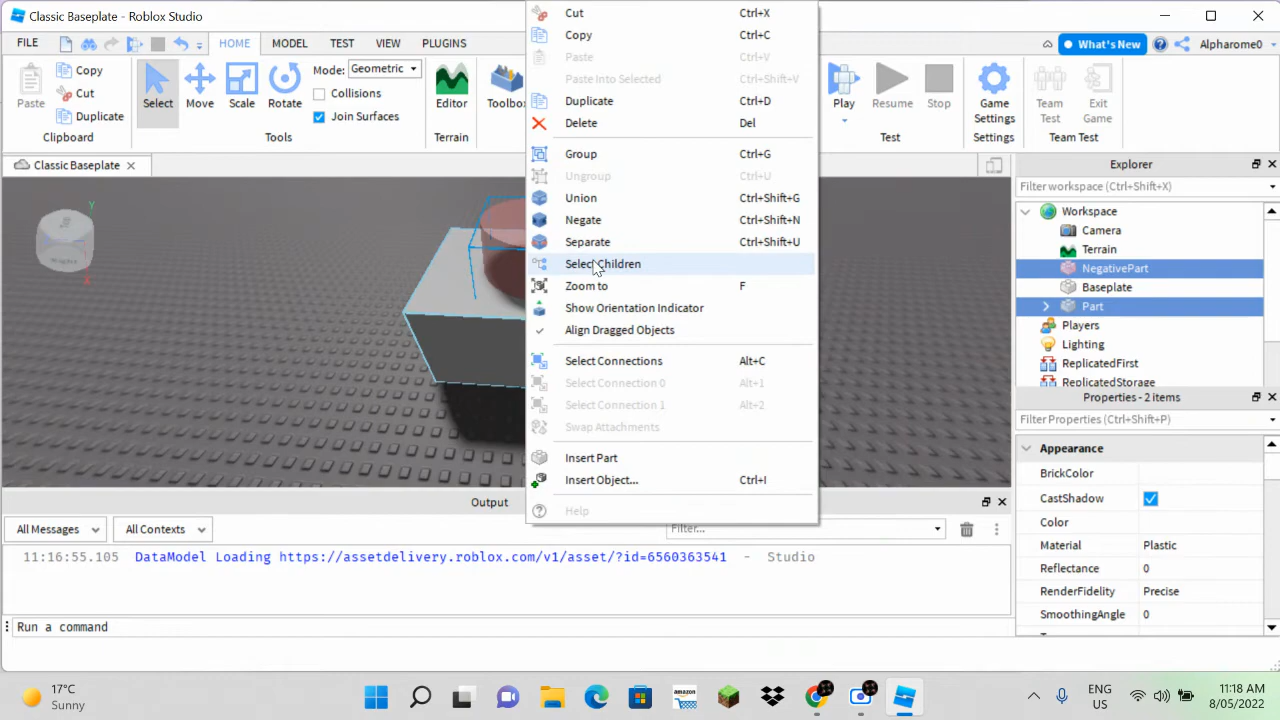 Classic Baseplate - Roblox Studio
FILE
HOME
MODEL
TEST
VIEW
PLUGINS
What's New
Alpharome0
Paste
Copy
Cut
Duplicate
Clipboard
Select
Move
Scale
Rotate
Mode: Geometric
Collisions
Join Surfaces
Tools
Editor
Terrain
Toolbox
Play
Resume
Stop
Test
Game Settings
Settings
Team Test
Exit Game
Team Test
Classic Baseplate
Y
X
Cut Ctrl+X
Copy Ctrl+C
Paste Ctrl+V
Paste Into Selected Ctrl+Shift+V
Duplicate Ctrl+D
Delete Del
Group Ctrl+G
Ungroup Ctrl+U
Union Ctrl+Shift+G
Negate Ctrl+Shift+N
Separate Ctrl+Shift+U
Select Children
Zoom to F
Show Orientation Indicator
Align Dragged Objects
Select Connections Alt+C
Select Connection 0 Alt+1
Select Connection 1 Alt+2
Swap Attachments
Insert Part
Insert Object... Ctrl+I
Help
Explorer
Filter workspace (Ctrl+Shift+X)
Workspace
Camera
Terrain
NegativePart
Baseplate
Part
Players
Lighting
ReplicatedFirst
ReplicatedStorage
Properties - 2 items
Filter Properties (Ctrl+Shift+P)
Appearance
BrickColor
CastShadow
Color
Material Plastic
Reflectance 0
RenderFidelity Precise
SmoothingAngle 0
Output
All Messages
All Contexts
Filter...
11:16:55.105 DataModel Loading https://assetdelivery.roblox.com/v1/asset/?id=6560363541 - Studio
Run a command
17°C
Sunny
amazon
ENG
US
11:18 AM
8/05/2022